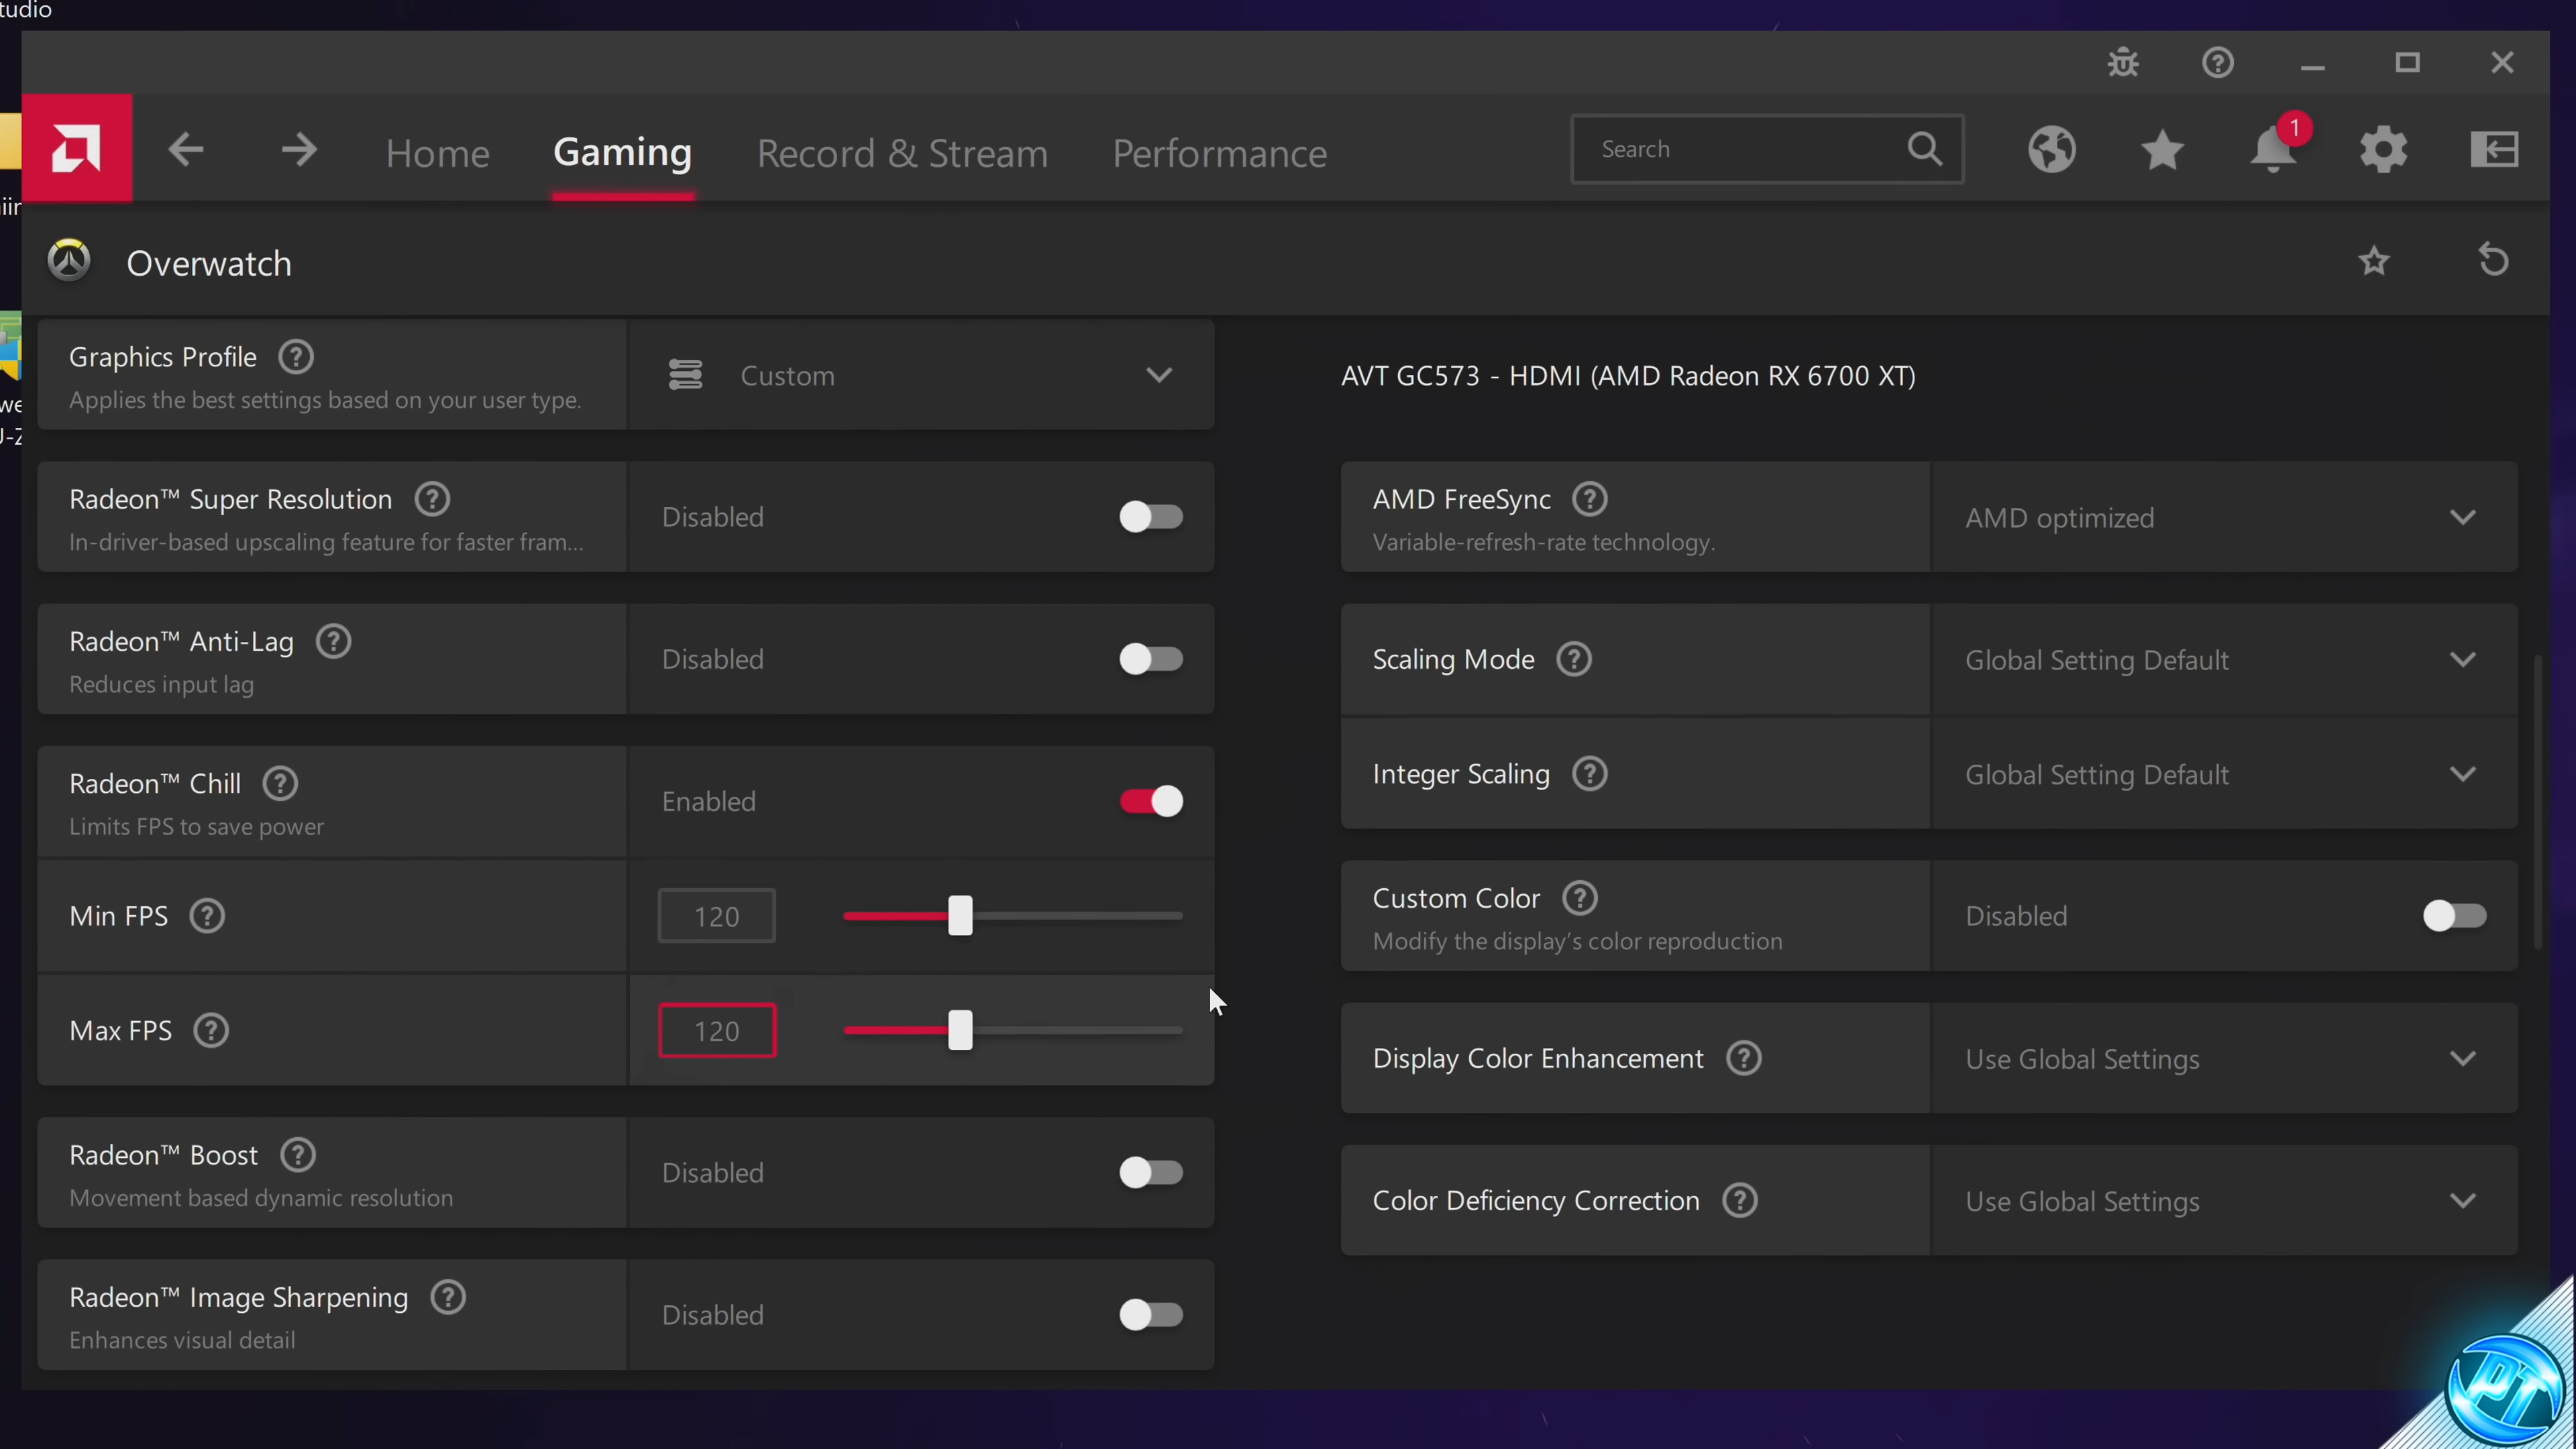 tudio
Home
Gaming
Record & Stream
Performance
Search
1
Overwatch
Graphics Profile
Applies the best settings based on your user type.
Custom
Radeon™ Super Resolution
In-driver-based upscaling feature for faster fram...
Disabled
Radeon™ Anti-Lag
Reduces input lag
Disabled
Radeon™ Chill
Limits FPS to save power
Enabled
Min FPS
120
Max FPS
120
Radeon™ Boost
Movement based dynamic resolution
Disabled
Radeon™ Image Sharpening
Enhances visual detail
Disabled
AVT GC573 - HDMI (AMD Radeon RX 6700 XT)
AMD FreeSync
Variable-refresh-rate technology.
AMD optimized
Scaling Mode
Global Setting Default
Integer Scaling
Global Setting Default
Custom Color
Modify the display's color reproduction
Disabled
Display Color Enhancement
Use Global Settings
Color Deficiency Correction
Use Global Settings
PT